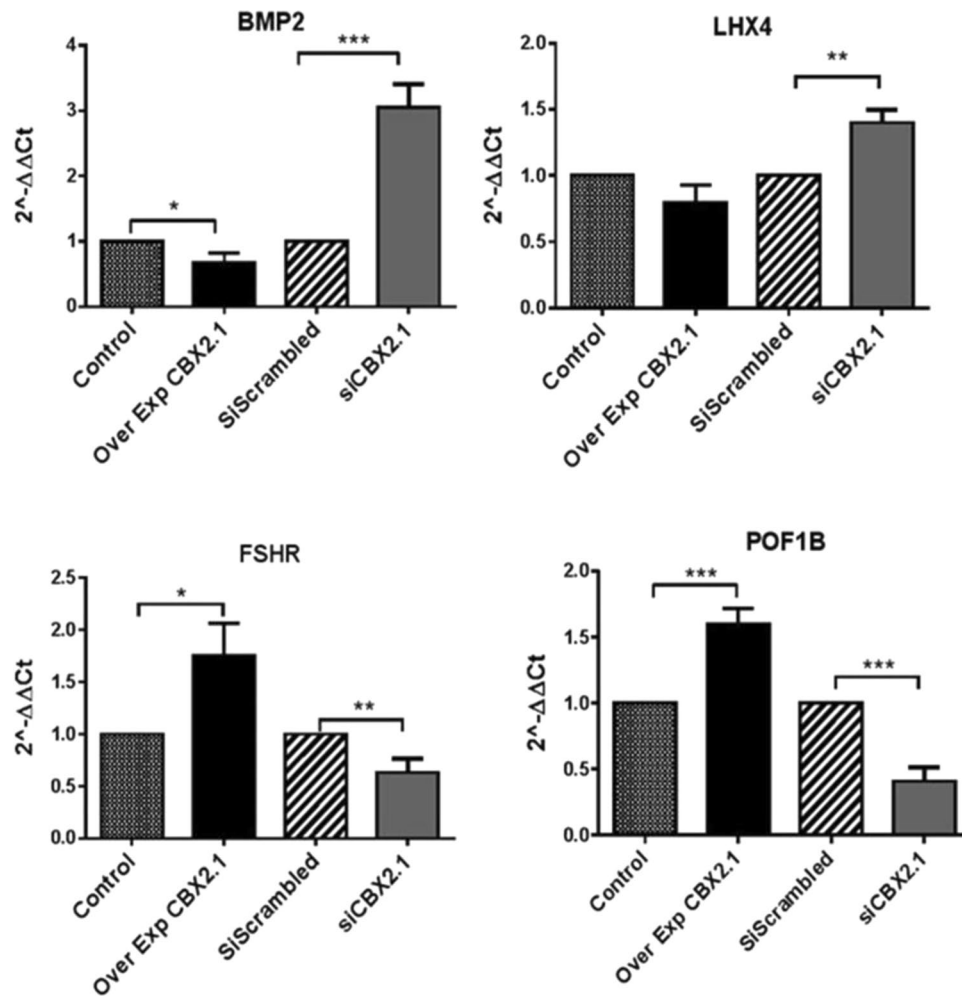 BMP2
2^-ΔΔCt
4
3
2
1
0
*
***
Control
Over Exp CBX2.1
SiScrambled
siCBX2.1
LHX4
2^-ΔΔCt
2.0
1.5
1.0
0.5
0.0
**
Control
Over Exp CBX2.1
SiScrambled
siCBX2.1
FSHR
2^-ΔΔCt
2.5
2.0
1.5
1.0
0.5
0.0
*
**
Control
Over Exp CBX2.1
SiScrambled
siCBX2.1
POF1B
2^-ΔΔCt
2.0
1.5
1.0
0.5
0.0
***
***
Control
Over Exp CBX2.1
SiScrambled
siCBX2.1